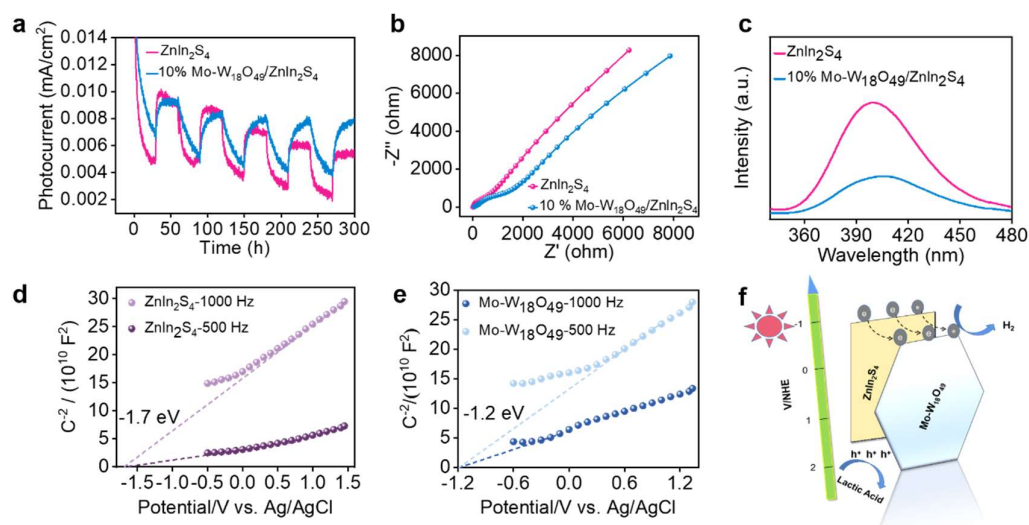 a
Photocurrent (mA/cm²)
0.014
0.012
0.010
0.008
0.006
0.004
0.002
ZnIn₂S₄
10% Mo-W₁₈O₄₉/ZnIn₂S₄
0 50 100 150 200 250 300
Time (h)
b
-Z'' (ohm)
8000
6000
4000
2000
0
ZnIn₂S₄
10 % Mo-W₁₈O₄₉/ZnIn₂S₄
0 2000 4000 6000 8000
Z' (ohm)
c
Intensity (a.u.)
ZnIn₂S₄
10% Mo-W₁₈O₄₉/ZnIn₂S₄
360 390 420 450 480
Wavelength (nm)
d
C⁻² / (10¹⁰ F²)
30
25
20
15
10
5
0
ZnIn₂S₄-1000 Hz
ZnIn₂S₄-500 Hz
-1.7 eV
-1.5 -1.0 -0.5 0.0 0.5 1.0 1.5
Potential/V vs. Ag/AgCl
e
C⁻²/(10¹⁰ F²)
30
25
20
15
10
5
0
Mo-W₁₈O₄₉-1000 Hz
Mo-W₁₈O₄₉-500 Hz
-1.2 eV
-1.2 -0.6 0.0 0.6 1.2
Potential/V vs. Ag/AgCl
f
V/NHE
-1
0
1
2
ZnIn₂S₄
Mo-W₁₈O₄₉
H₂
h⁺ h⁺ h⁺
Lactic Acid